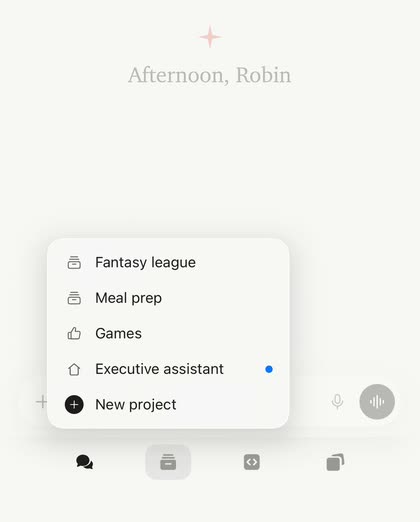 Afternoon, Robin
Fantasy league
Meal prep
Games
Executive assistant
New project